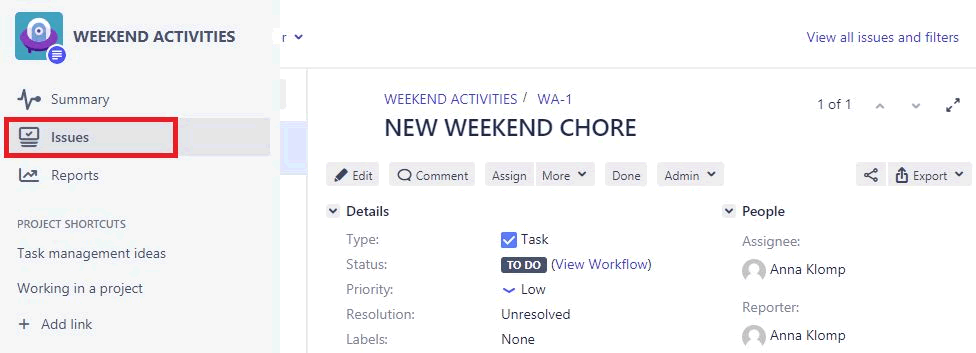 WEEKEND ACTIVITIES
Summary
Issues
Reports
PROJECT SHORTCUTS
Task management ideas
Working in a project
+ Add link
r
View all issues and filters
WEEKEND ACTIVITIES / WA-1
1 of 1
NEW WEEKEND CHORE
Edit Comment Assign More Done Admin Export
Details
Type: Task
Status: TO DO (View Workflow)
Priority: Low
Resolution: Unresolved
Labels: None
People
Assignee:
Anna Klomp
Reporter:
Anna Klomp